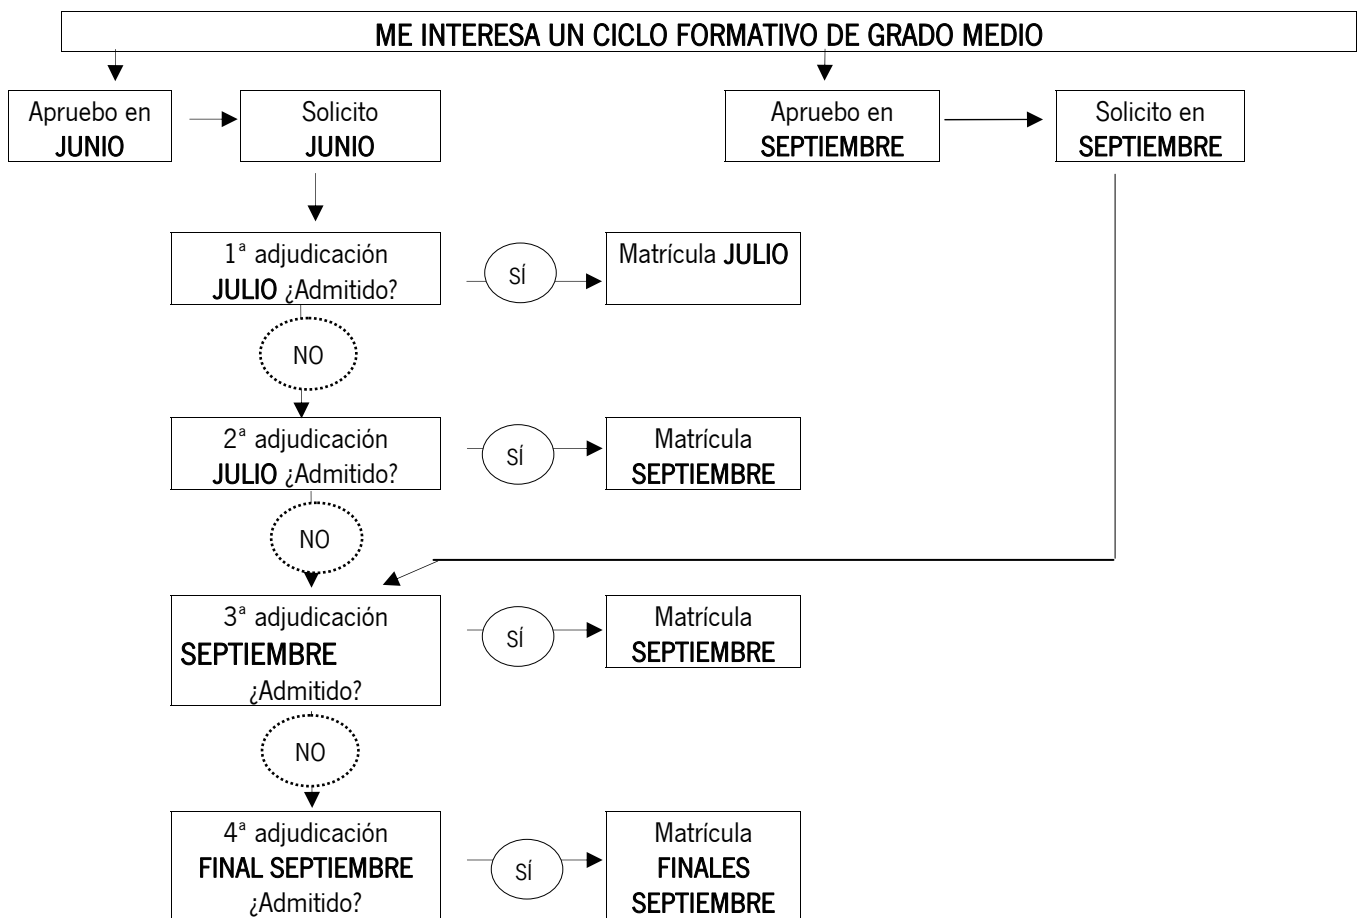 ME INTERESA UN CICLO FORMATIVO DE GRADO MEDIO
Apruebo en
JUNIO
Solicito
JUNIO
Apruebo en
SEPTIEMBRE
Solicito en
SEPTIEMBRE
1ª adjudicación
JULIO ¿Admitido?
SÍ
Matrícula JULIO
NO
2ª adjudicación
JULIO ¿Admitido?
SÍ
Matrícula
SEPTIEMBRE
NO
3ª adjudicación
SEPTIEMBRE
¿Admitido?
SÍ
Matrícula
SEPTIEMBRE
NO
4ª adjudicación
FINAL SEPTIEMBRE
¿Admitido?
SÍ
Matrícula
FINALES
SEPTIEMBRE